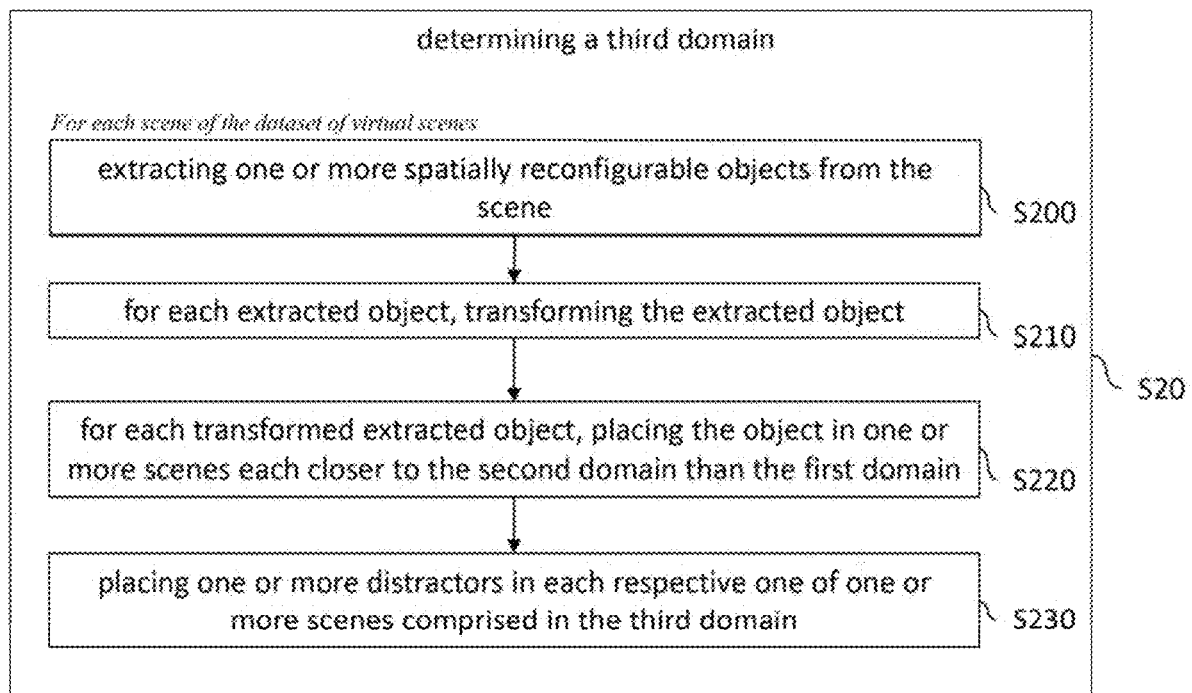 determining a third domain
For each scene of the dataset of virtual scenes
extracting one or more spatially reconfigurable objects from the
scene
S200
for each extracted object, transforming the extracted object
S210
S20
for each transformed extracted object, placing the object in one or
more scenes each closer to the second domain than the first domain
S220
placing one or more distractors in each respective one of one or
more scenes comprised in the third domain
S230